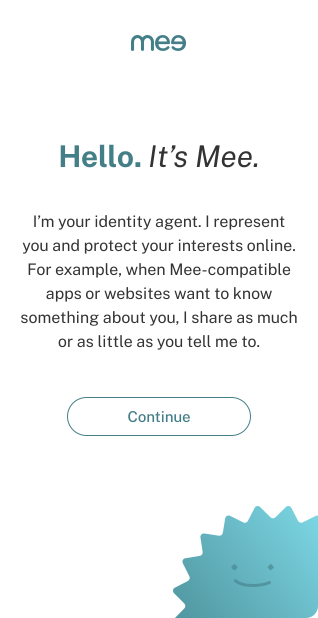 mee
Hello. It’s Mee.
I’m your identity agent. I represent
you and protect your interests online.
For example, when Mee-compatible
apps or websites want to know
something about you, I share as much
or as little as you tell me to.
Continue